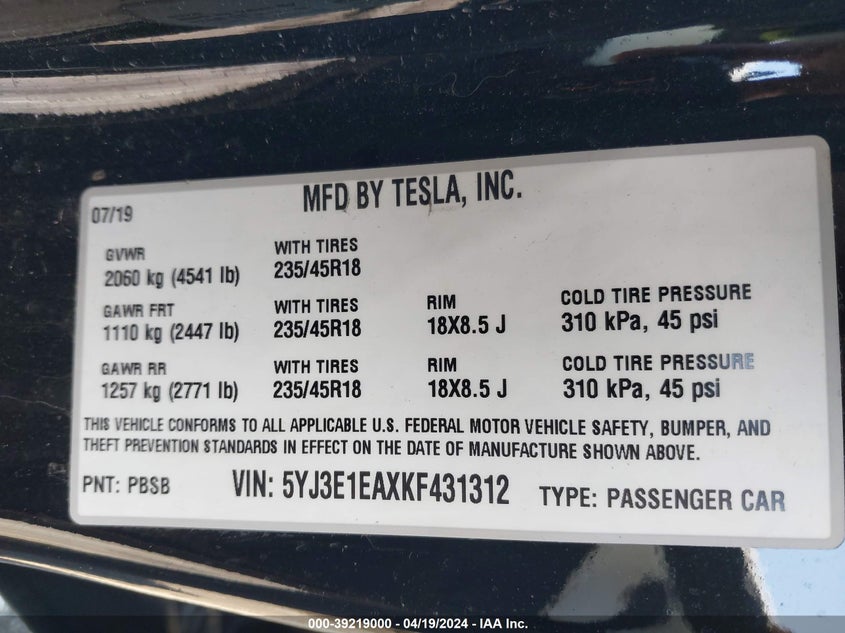 MFD BY TESLA, INC.
07/19
GVWR
2060 kg (4541 lb)
WITH TIRES
235/45R18
GAWR FRT
1110 kg (2447 lb)
WITH TIRES
235/45R18
RIM
18X8.5 J
COLD TIRE PRESSURE
310 kPa, 45 psi
GAWR RR
1257 kg (2771 lb)
WITH TIRES
235/45R18
RIM
18X8.5 J
COLD TIRE PRESSURE
310 kPa, 45 psi
THIS VEHICLE CONFORMS TO ALL APPLICABLE U.S. FEDERAL MOTOR VEHICLE SAFETY, BUMPER, AND
THEFT PREVENTION STANDARDS IN EFFECT ON THE DATE OF MANUFACTURE SHOWN ABOVE.
PNT: PBSB VIN: 5YJ3E1EAXKF431312 TYPE: PASSENGER CAR
000-39219000 - 04/19/2024 - IAA Inc.